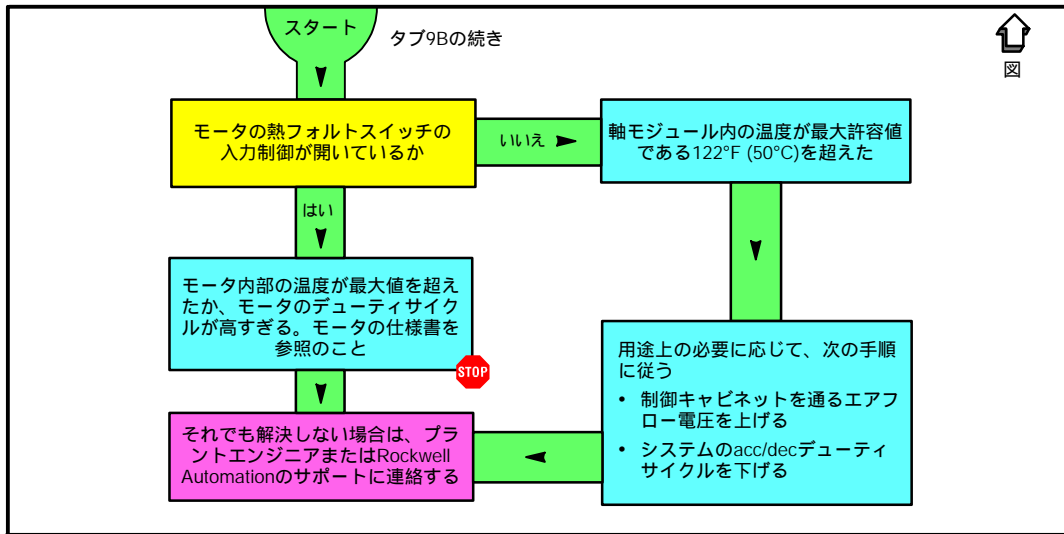 スタート
タブ9Bの続き
図
モータの熱フォルトスイッチの
入力制御が開いているか
いいえ
軸モジュール内の温度が最大許容値
である122°F (50°C)を超えた
はい
モータ内部の温度が最大値を超え
たか、モータのデューティサイク
ルが高すぎる。モータの仕様書を
参照のこと
STOP
用途上の必要に応じて、次の手順
に従う
• 制御キャビネットを通るエアフ
ロー電圧を上げる
• システムのacc/decデューティ
サイクルを下げる
それでも解決しない場合は、プラ
ントエンジニアまたはRockwell
Automationのサポートに連絡する